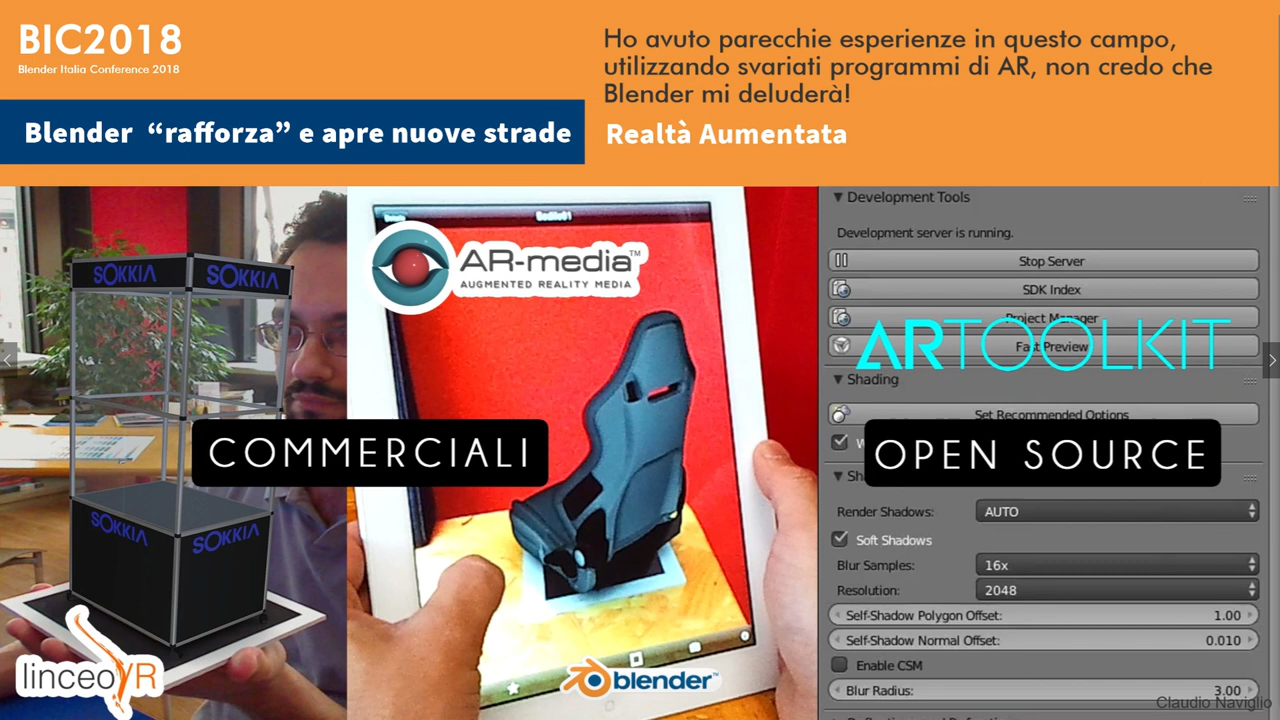 BIC2018
Blender Italia Conference 2018
Ho avuto parecchie esperienze in questo campo,
utilizzando svariati programmi di AR, non credo che
Blender mi deluderà!
Blender “rafforza” e apre nuove strade
Realtà Aumentata
SOKKIA
SOKKIA
SOKKIA
SOKKIA
linceoVR
AR-media™
AUGMENTED REALITY MEDIA
COMMERCIALI
blender™
Development Tools
Development server is running.
Stop Server
SDK Index
Project Manager
Fast Preview
ARTOOLKIT
Shading
Set Recommended Options
OPEN SOURCE
Render Shadows:
AUTO
Soft Shadows
Blur Samples:
16x
Resolution:
2048
Self-Shadow Polygon Offset: 1.00
Self-Shadow Normal Offset: 0.010
Enable CSM
Blur Radius: 3.00
Claudio Naviglio